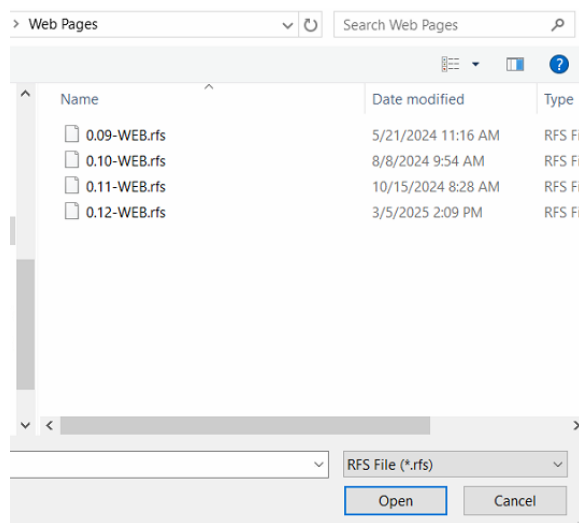 > Web Pages
Search Web Pages
?
Name Date modified Type
0.09-WEB.rfs 5/21/2024 11:16 AM RFS Fi
0.10-WEB.rfs 8/8/2024 9:54 AM RFS Fi
0.11-WEB.rfs 10/15/2024 8:28 AM RFS Fi
0.12-WEB.rfs 3/5/2025 2:09 PM RFS Fi
RFS File (*.rfs)
Open Cancel